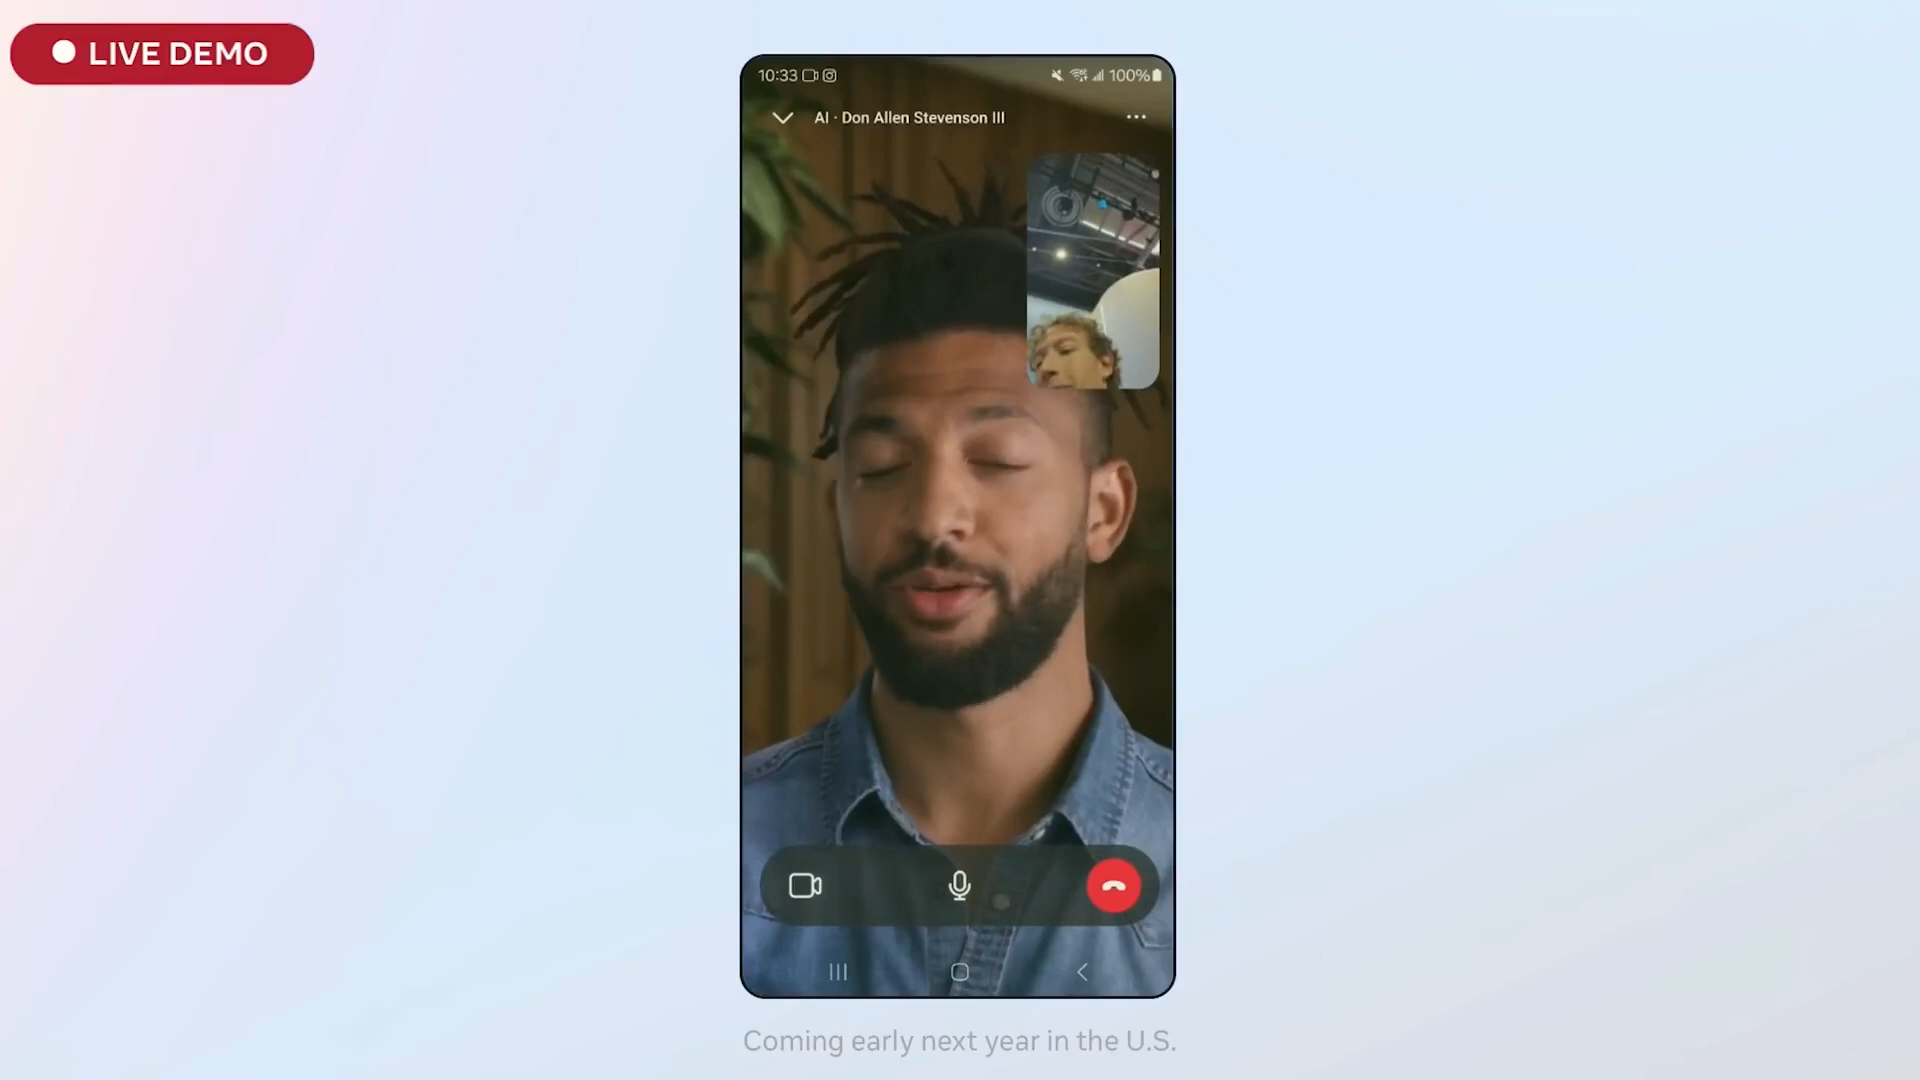 LIVE DEMO
10:33 100%
AI · Don Allen Stevenson III
Coming early next year in the U.S.